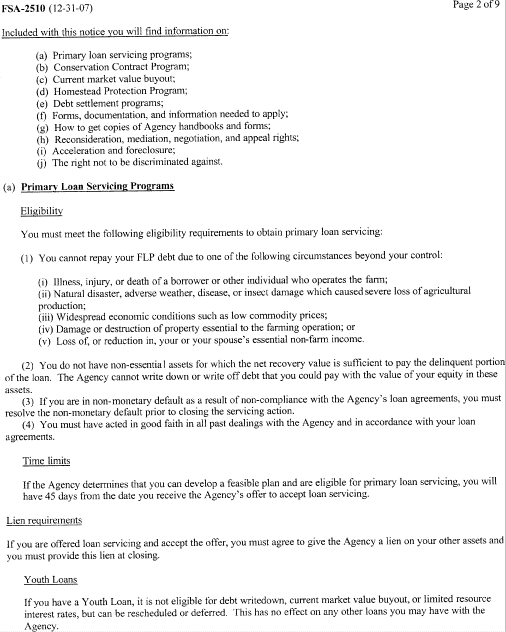 FSA-2510 (12-31-07)
Page 2 of 9
Included with this notice you will find information on:
(a) Primary loan servicing programs;
(b) Conservation Contract Program;
(c) Current market value buyout;
(d) Homestead Protection Program;
(e) Debt settlement programs;
(f) Forms, documentation, and information needed to apply;
(g) How to get copies of Agency handbooks and forms;
(h) Reconsideration, mediation, negotiation, and appeal rights;
(i) Acceleration and foreclosure;
(j) The right not to be discriminated against.
(a) Primary Loan Servicing Programs
Eligibility
You must meet the following eligibility requirements to obtain primary loan servicing:
(1) You cannot repay your FLP debt due to one of the following circumstances beyond your control:
(i) Illness, injury, or death of a borrower or other individual who operates the farm;
(ii) Natural disaster, adverse weather, disease, or insect damage which caused severe loss of agricultural
production;
(iii) Widespread economic conditions such as low commodity prices;
(iv) Damage or destruction of property essential to the farming operation; or
(v) Loss of, or reduction in, your or your spouse's essential non-farm income.
(2) You do not have non-essential assets for which the net recovery value is sufficient to pay the delinquent portion
of the loan. The Agency cannot write down or write off debt that you could pay with the value of your equity in these
assets.
(3) If you are in non-monetary default as a result of non-compliance with the Agency's loan agreements, you must
resolve the non-monetary default prior to closing the servicing action.
(4) You must have acted in good faith in all past dealings with the Agency and in accordance with your loan
agreements.
Time limits
If the Agency determines that you can develop a feasible plan and are eligible for primary loan servicing, you will
have 45 days from the date you receive the Agency's offer to accept loan servicing.
Lien requirements
If you are offered loan servicing and accept the offer, you must agree to give the Agency a lien on your other assets and
you must provide this lien at closing.
Youth Loans
If you have a Youth Loan, it is not eligible for debt writedown, current market value buyout, or limited resource
interest rates, but can be rescheduled or deferred. This has no effect on any other loans you may have with the
Agency.